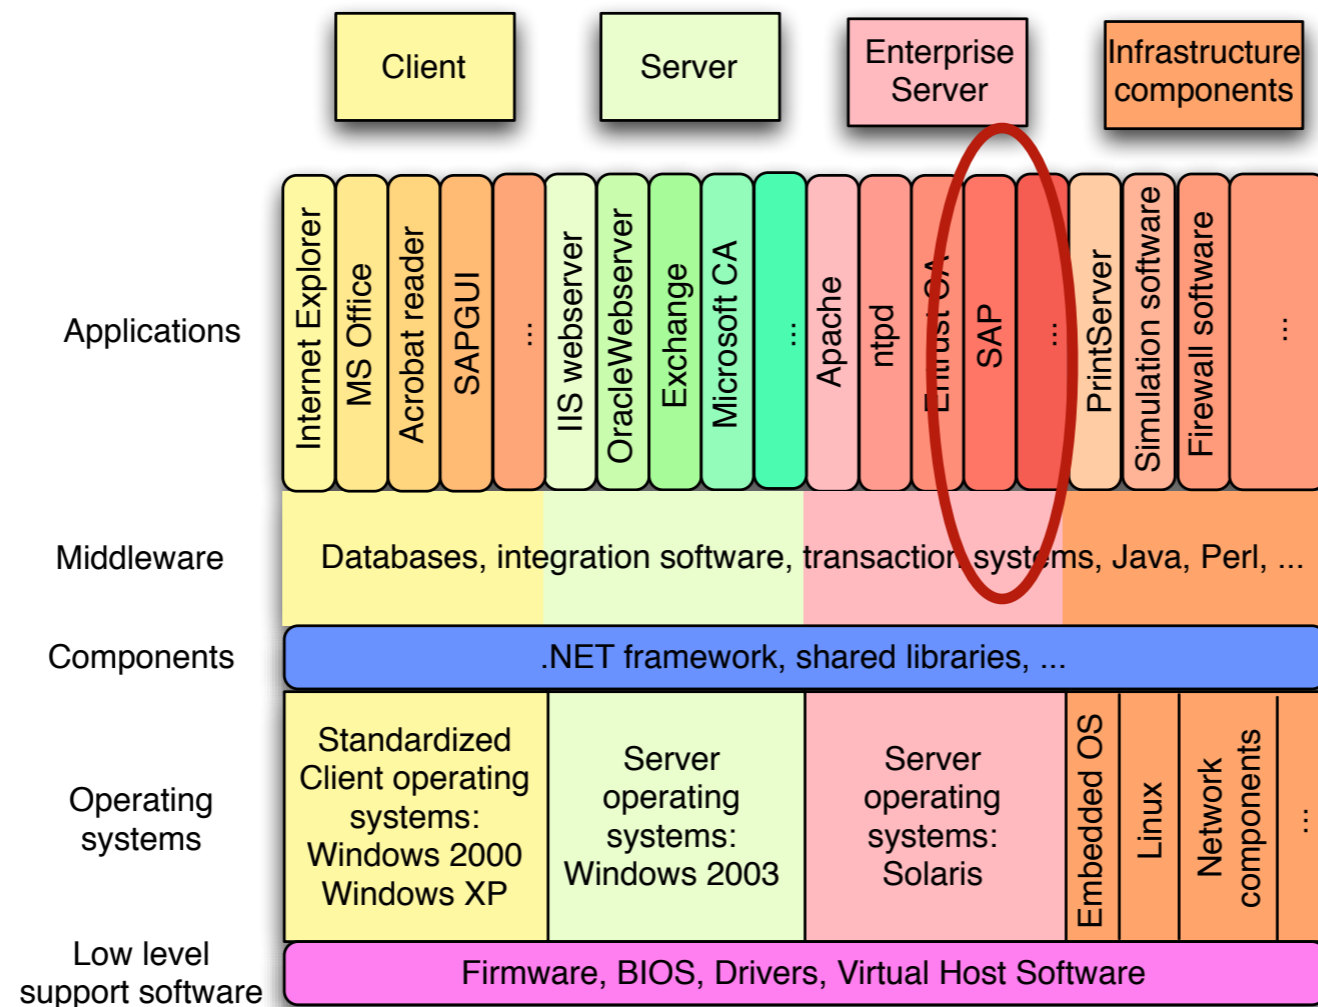 Client
Server
Enterprise
Server
Infrastructure
components
Applications
Internet Explorer
MS Office
Acrobat reader
SAPGUI
...
IIS webserver
OracleWebserver
Exchange
Microsoft CA
...
Apache
ntpd
Entrust CA
SAP
...
PrintServer
Simulation software
Firewall software
...
Middleware
Databases, integration software, transaction systems, Java, Perl, ...
Components
.NET framework, shared libraries, ...
Operating
systems
Standardized
Client operating
systems:
Windows 2000
Windows XP
Server
operating
systems:
Windows 2003
Server
operating
systems:
Solaris
Embedded OS
Linux
Network
components
...
Low level
support software
Firmware, BIOS, Drivers, Virtual Host Software